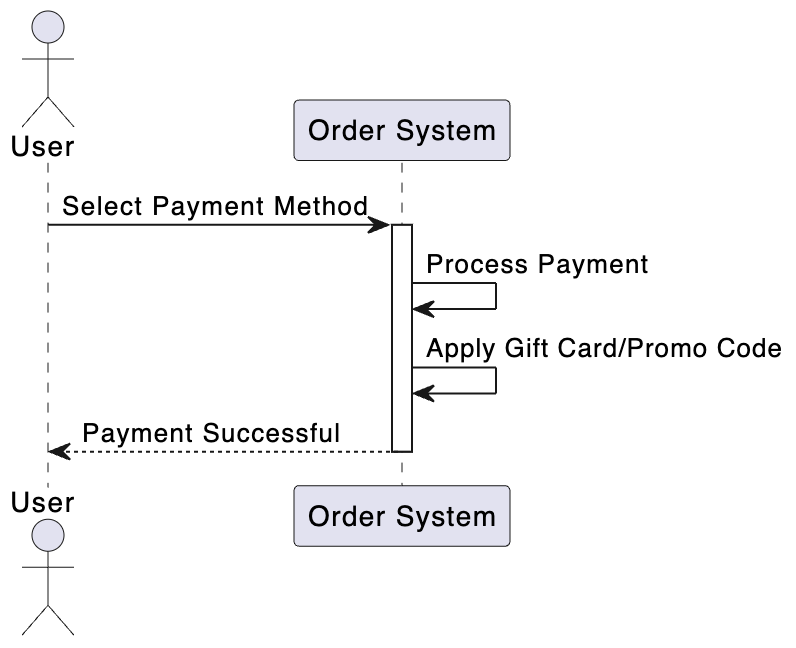 User
Order System
Select Payment Method
Process Payment
Apply Gift Card/Promo Code
Payment Successful
User
Order System